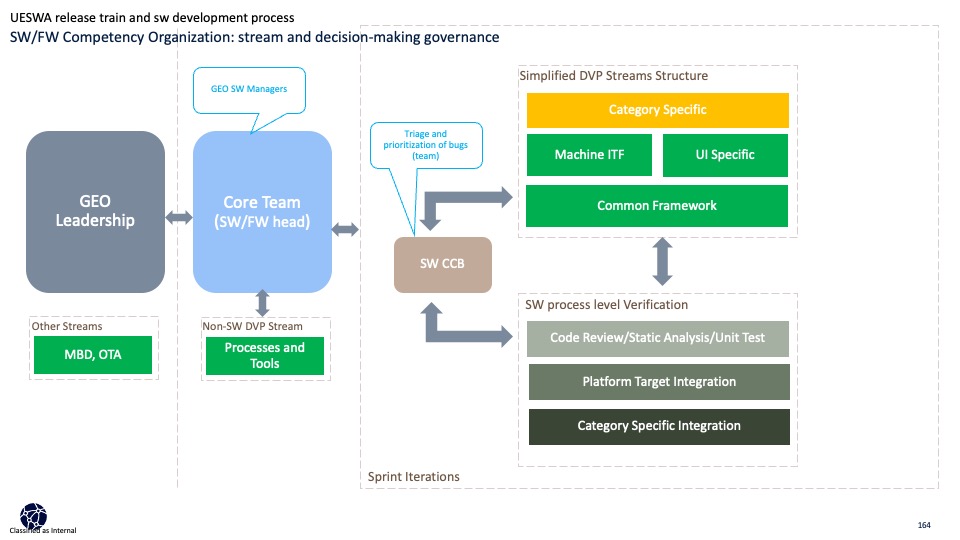 UESWA release train and sw development process
SW/FW Competency Organization: stream and decision-making governance
GEO SW Managers
GEO
Leadership
Core Team
(SW/FW head)
Other Streams
MBD, OTA
Non-SW DVP Stream
Processes and
Tools
Triage and
prioritization of bugs
(team)
SW CCB
Simplified DVP Streams Structure
Category Specific
Machine ITF
UI Specific
Common Framework
SW process level Verification
Code Review/Static Analysis/Unit Test
Platform Target Integration
Category Specific Integration
Sprint Iterations
Classified as Internal
164